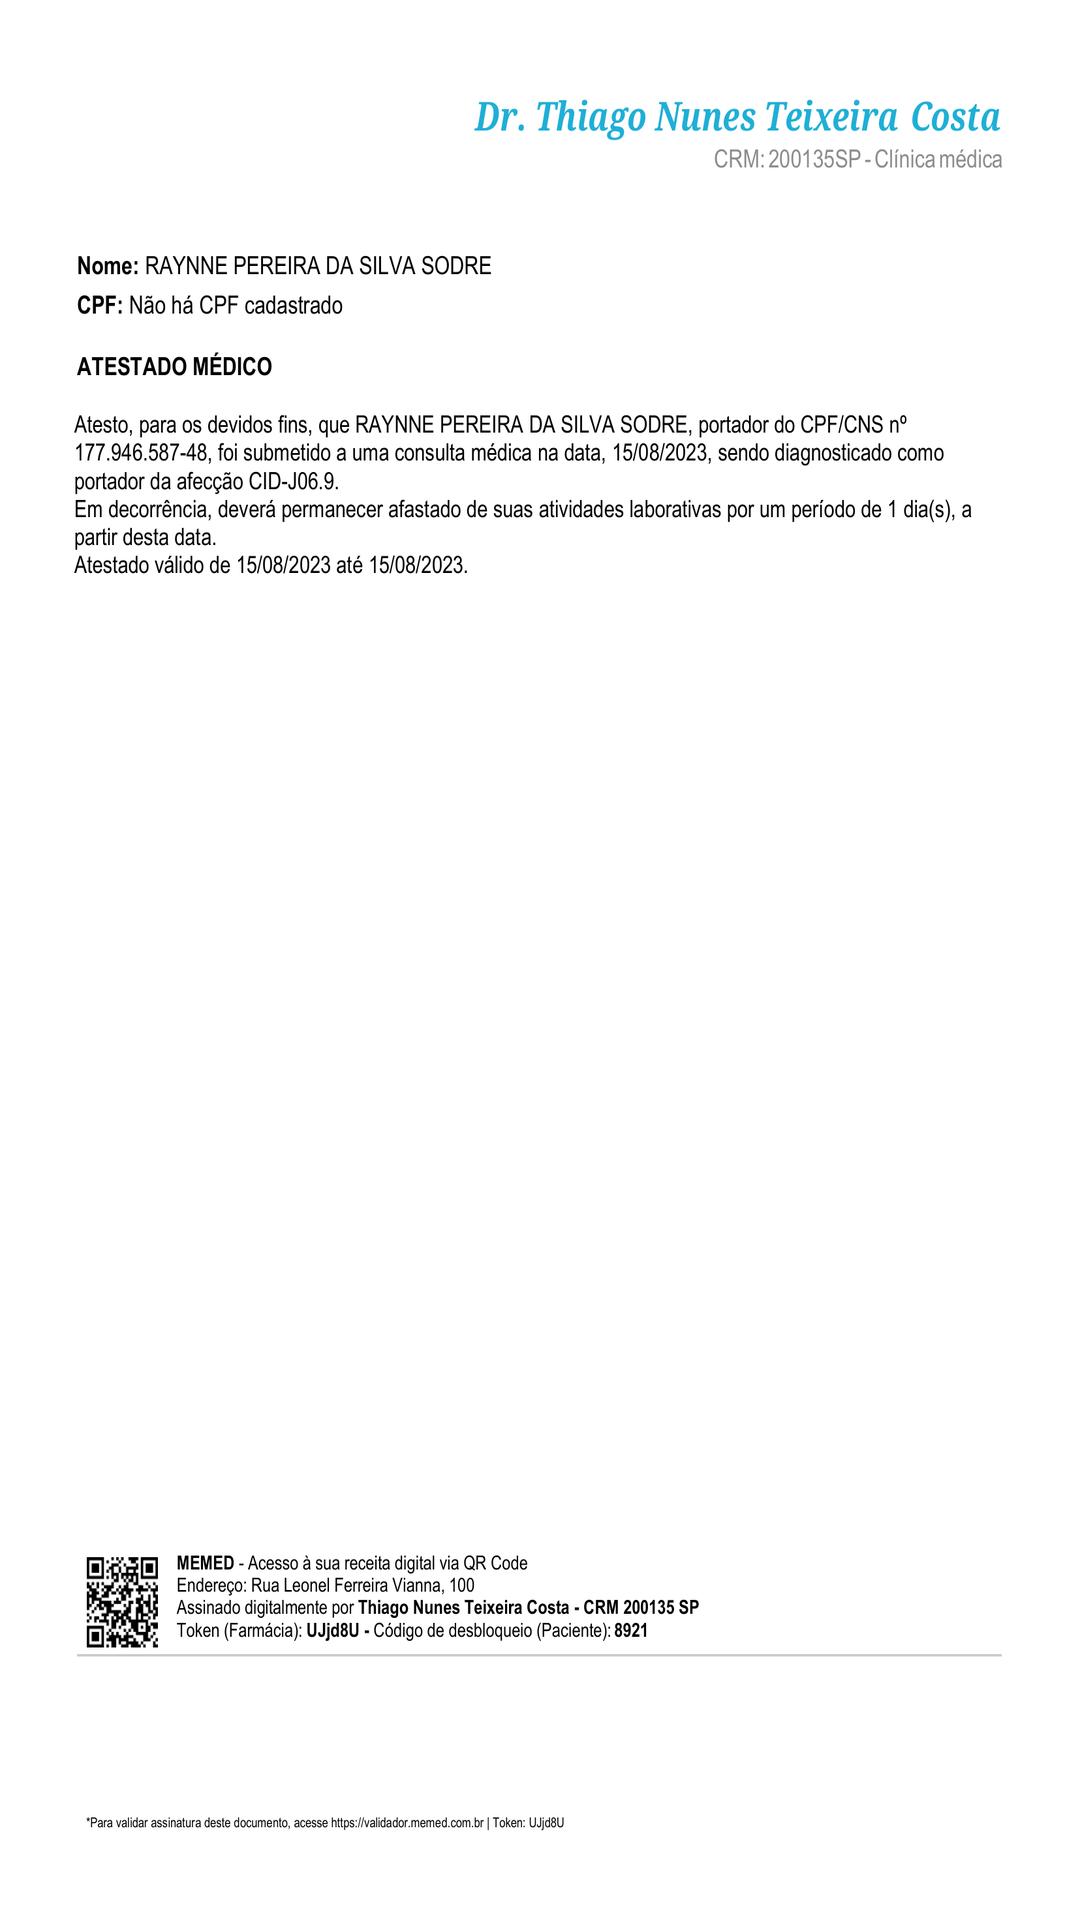 Dr. Thiago Nunes Teixeira Costa
CRM: 200135SP - Clínica médica
Nome: RAYNNE PEREIRA DA SILVA SODRE
CPF: Não há CPF cadastrado
ATESTADO MÉDICO
Atesto, para os devidos fins, que RAYNNE PEREIRA DA SILVA SODRE, portador do CPF/CNS nº
177.946.587-48, foi submetido a uma consulta médica na data, 15/08/2023, sendo diagnosticado como
portador da afecção CID-J06.9.
Em decorrência, deverá permanecer afastado de suas atividades laborativas por um período de 1 dia(s), a
partir desta data.
Atestado válido de 15/08/2023 até 15/08/2023.
MEMED - Acesso à sua receita digital via QR Code
Endereço: Rua Leonel Ferreira Vianna, 100
Assinado digitalmente por Thiago Nunes Teixeira Costa - CRM 200135 SP
Token (Farmácia): UJjd8U - Código de desbloqueio (Paciente): 8921
*Para validar assinatura deste documento, acesse https://validador.memed.com.br | Token: UJjd8U